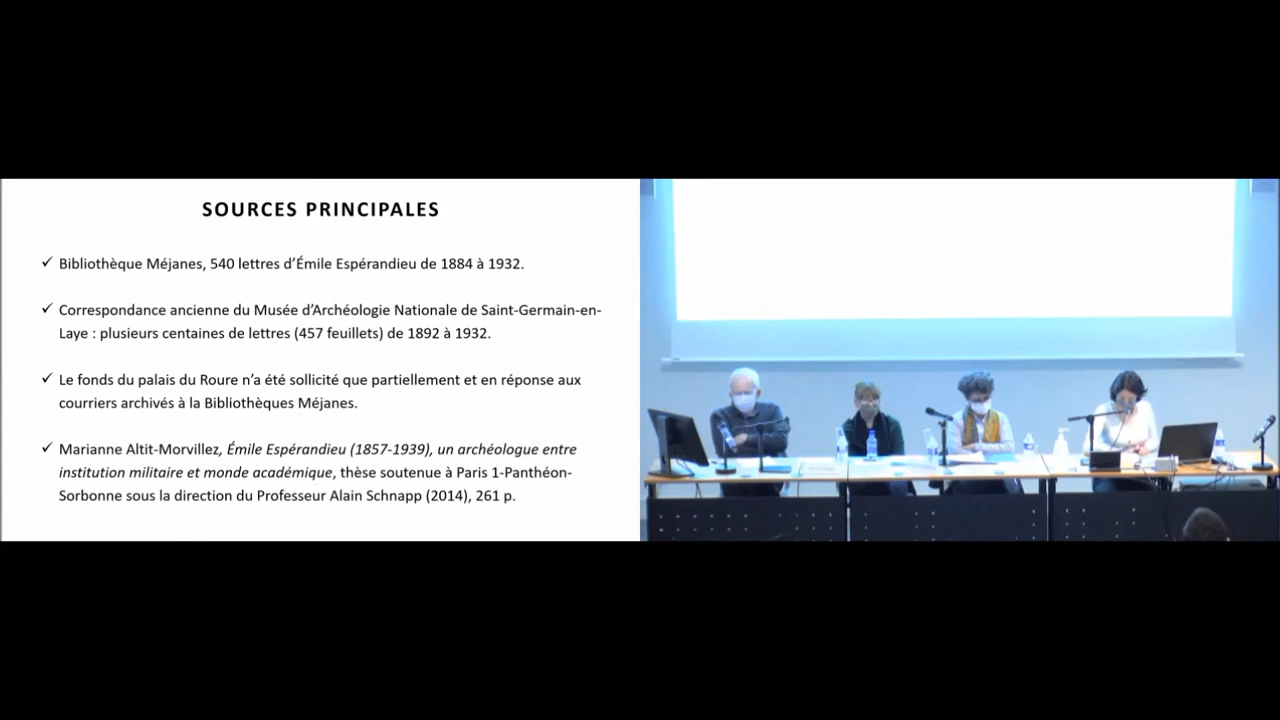 SOURCES PRINCIPALES
✓ Bibliothèque Méjanes, 540 lettres d’Émile Espérandieu de 1884 à 1932.
✓ Correspondance ancienne du Musée d’Archéologie Nationale de Saint-Germain-en-
Laye : plusieurs centaines de lettres (457 feuillets) de 1892 à 1932.
✓ Le fonds du palais du Roure n’a été sollicité que partiellement et en réponse aux
courriers archivés à la Bibliothèques Méjanes.
✓ Marianne Altit-Morvillez, Émile Espérandieu (1857-1939), un archéologue entre
institution militaire et monde académique, thèse soutenue à Paris 1-Panthéon-
Sorbonne sous la direction du Professeur Alain Schnapp (2014), 261 p.